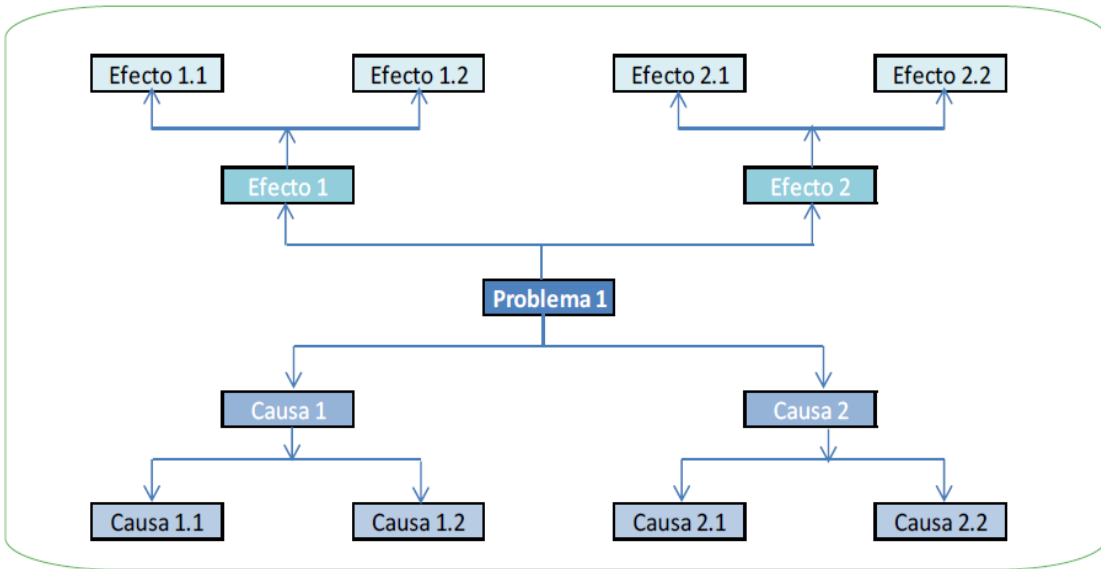 Efecto 1.1
Efecto 1.2
Efecto 2.1
Efecto 2.2
Efecto 1
Efecto 2
Problema 1
Causa 1
Causa 2
Causa 1.1
Causa 1.2
Causa 2.1
Causa 2.2